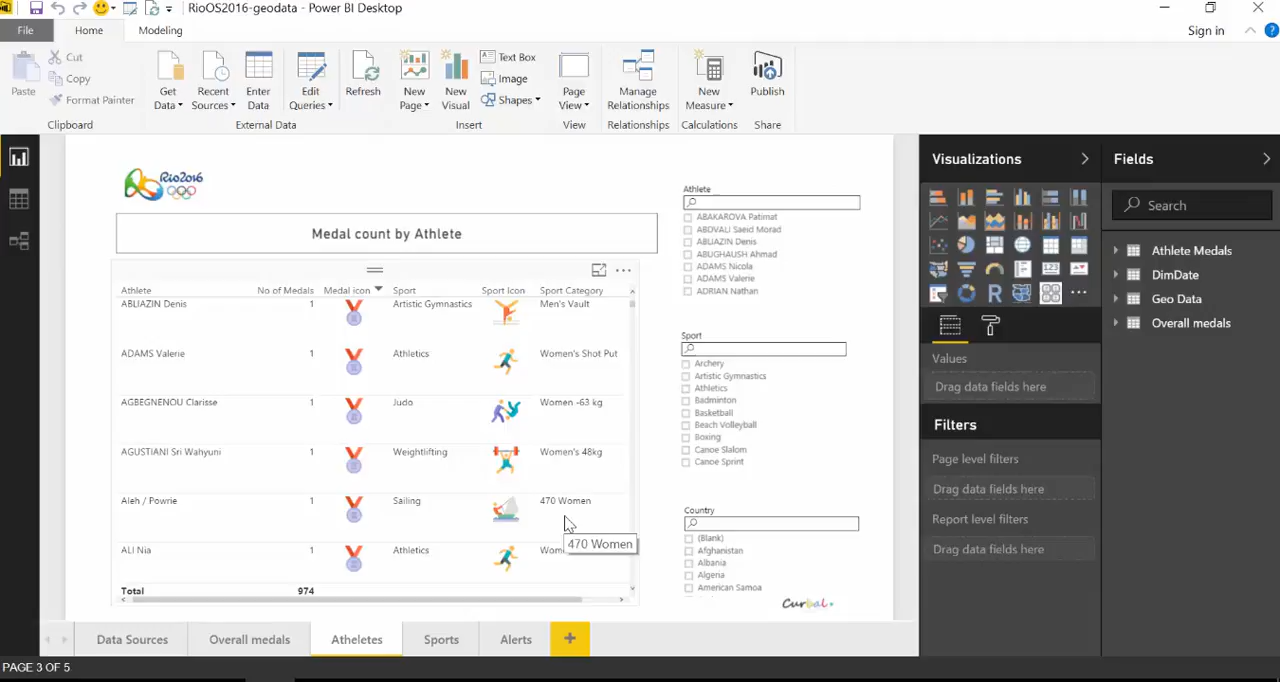 RioOS2016-geodata - Power BI Desktop
File
Home
Modeling
Sign in
Paste
Cut
Copy
Format Painter
Clipboard
Get Data
Recent Sources
Enter Data
External Data
Edit Queries
Refresh
New Page
New Visual
Text Box
Image
Shapes
Insert
Page View
View
Manage Relationships
Relationships
New Measure
Calculations
Publish
Share
Rio2016
Medal count by Athlete
Athlete No of Medals Medal icon Sport Sport Icon Sport Category
ABLIAZIN Denis 1 Artistic Gymnastics Men's Vault
ADAMS Valerie 1 Athletics Women's Shot Put
AGBEGNENOU Clarisse 1 Judo Women -63 kg
AGUSTIANI Sri Wahyuni 1 Weightlifting Women's 48kg
Aleh / Powrie 1 Sailing 470 Women
470 Women
ALI Nia 1 Athletics
Total 974
Athlete
ABAKAROVA Patimat
ABDVALI Saeid Morad
ABLIAZIN Denis
ABUGHAUSH Ahmad
ADAMS Nicola
ADAMS Valerie
ADRIAN Nathan
Sport
Archery
Artistic Gymnastics
Athletics
Badminton
Basketball
Beach Volleyball
Boxing
Canoe Slalom
Canoe Sprint
Country
(Blank)
Afghanistan
Albania
Algeria
American Samoa
Curbal
Visualizations
Values
Drag data fields here
Filters
Page level filters
Drag data fields here
Report level filters
Drag data fields here
Fields
Search
Athlete Medals
DimDate
Geo Data
Overall medals
Data Sources
Overall medals
Atheletes
Sports
Alerts
PAGE 3 OF 5